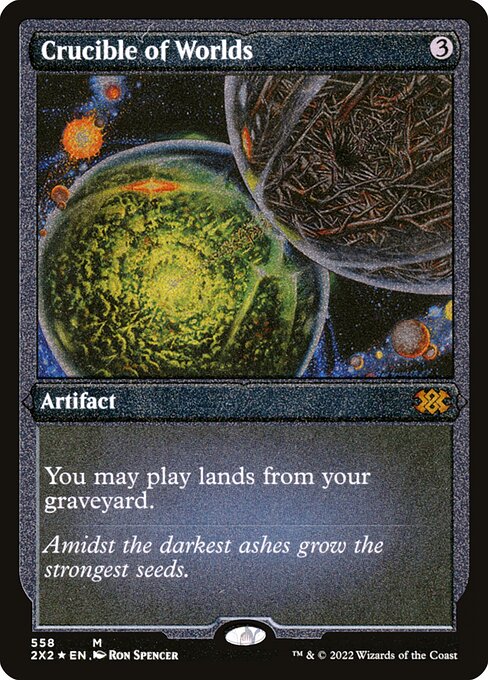 Crucible of Worlds 3
Artifact
You may play lands from your
graveyard.
Amidst the darkest ashes grow the
strongest seeds.
558 M
2X2 ★ EN Ron Spencer ™ & © 2022 Wizards of the Coast